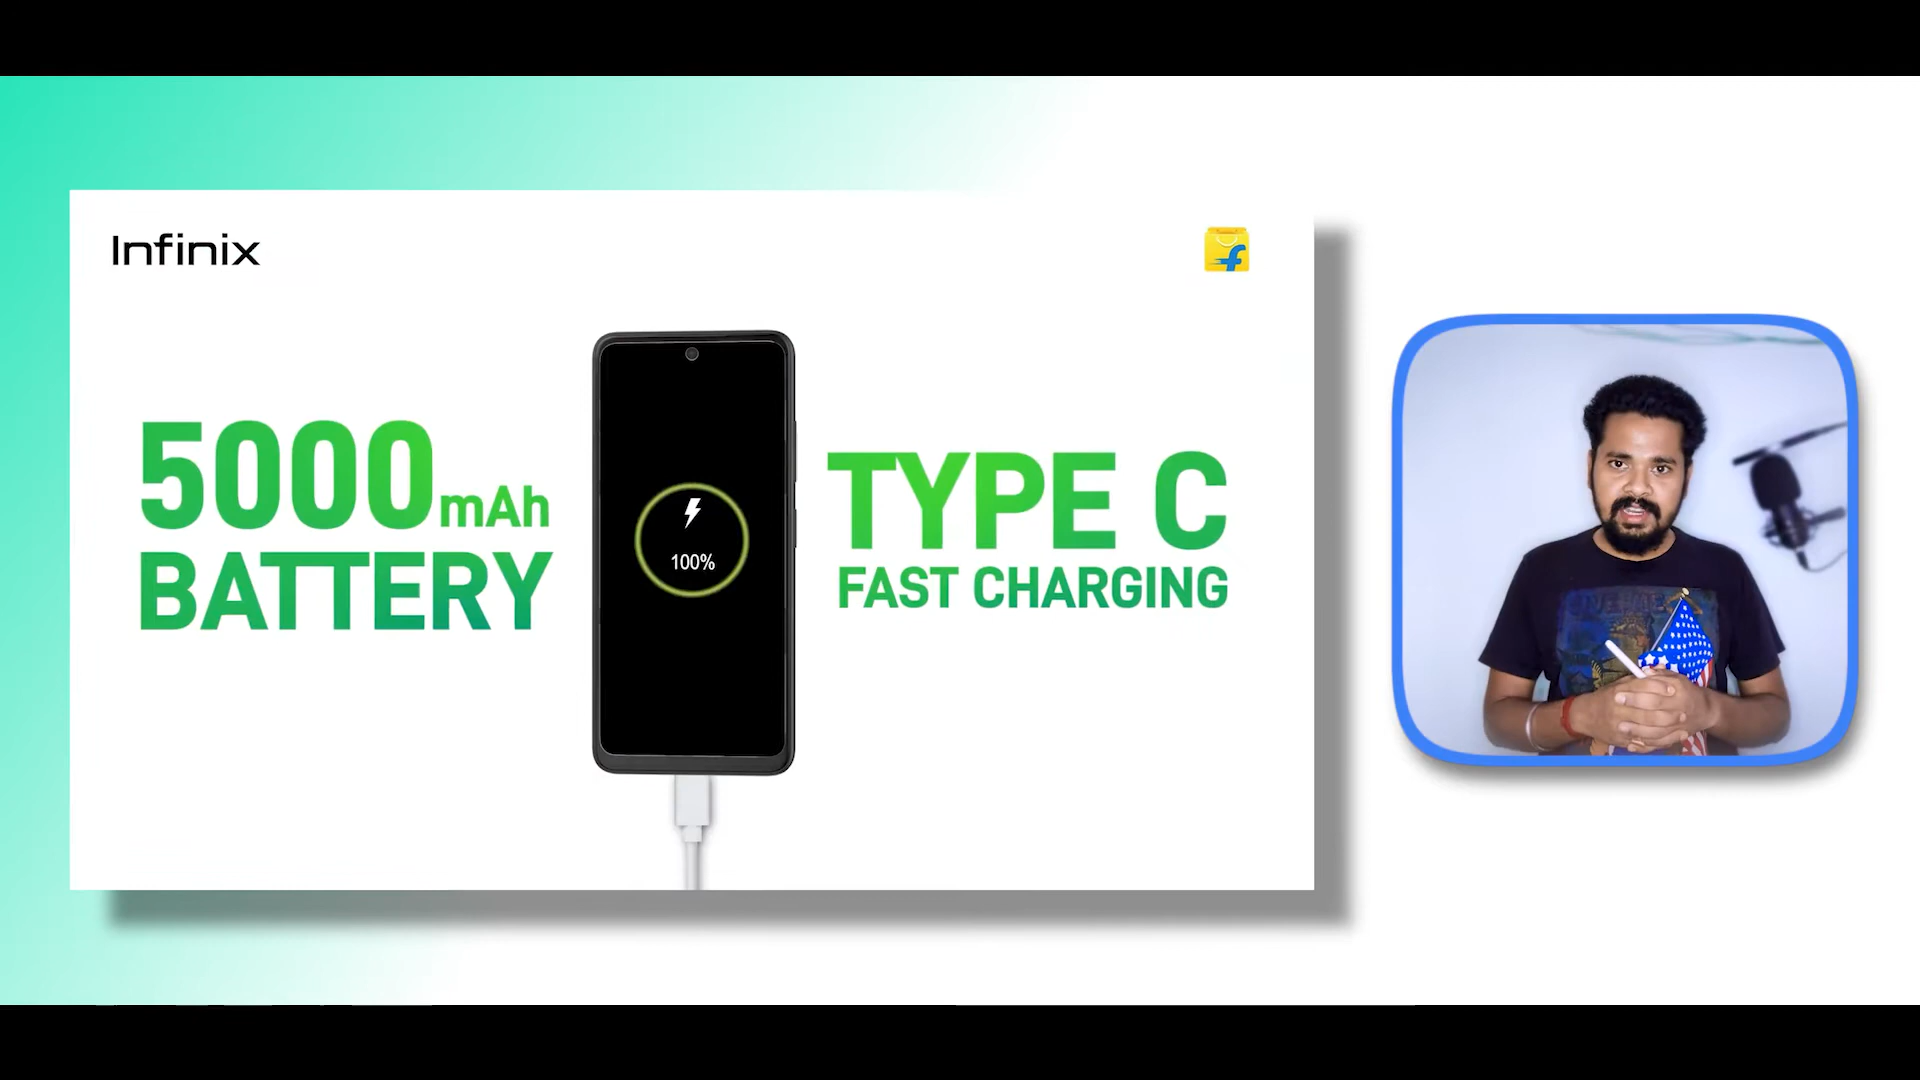 Infinix
5000mAh
BATTERY
100%
TYPE C
FAST CHARGING